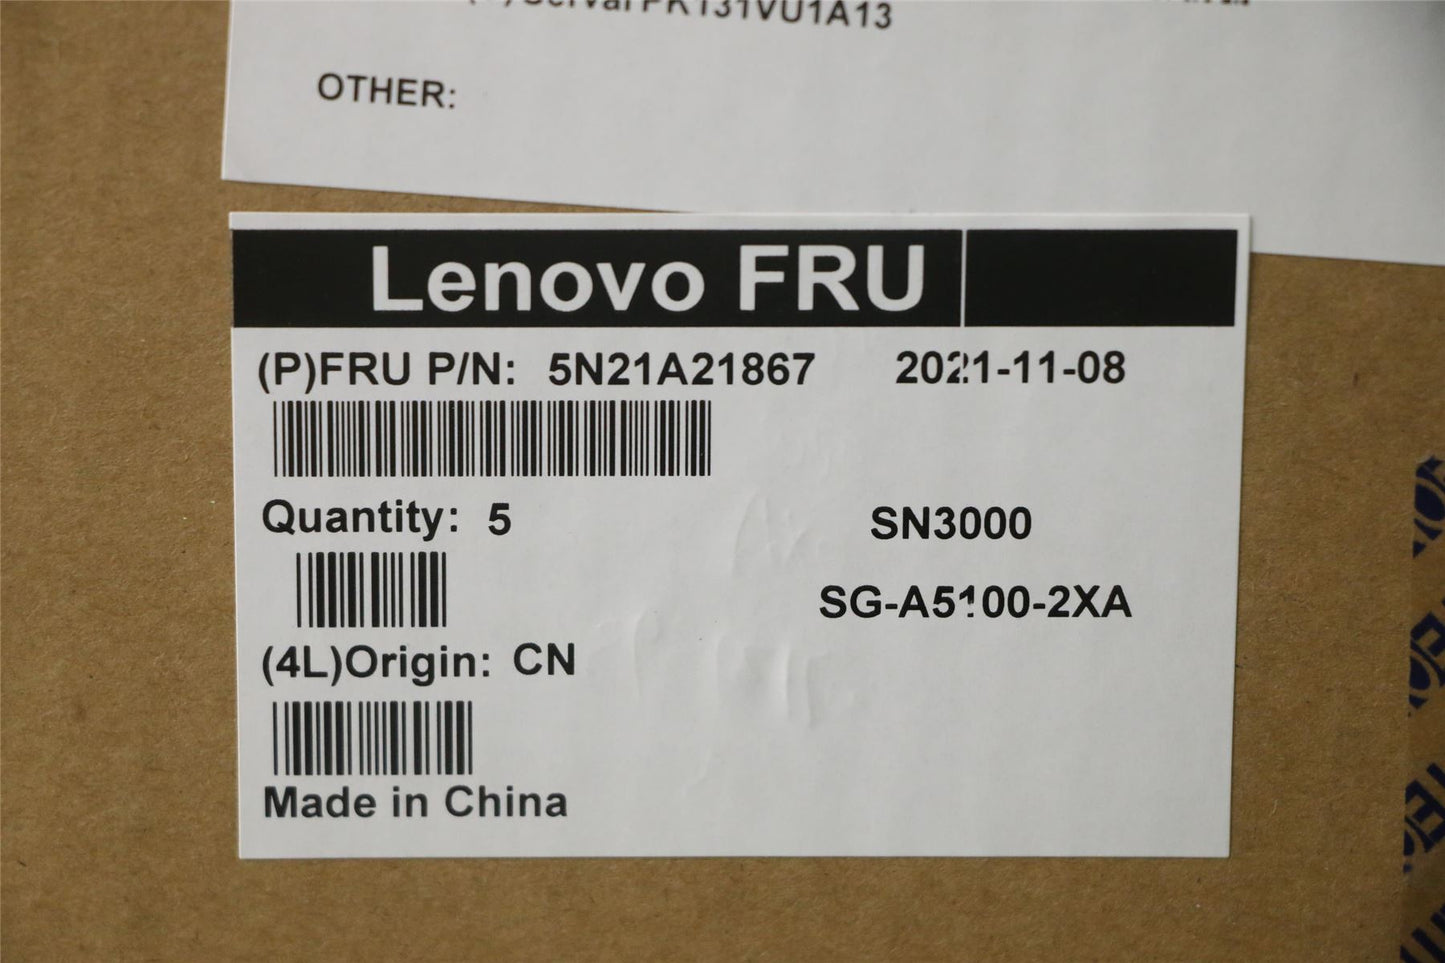 PK131VU1A13
OTHER:
Lenovo FRU
(P)FRU P/N: 5N21A21867 2021-11-08
Quantity: 5 SN3000
SG-A5100-2XA
(4L)Origin: CN
Made in China